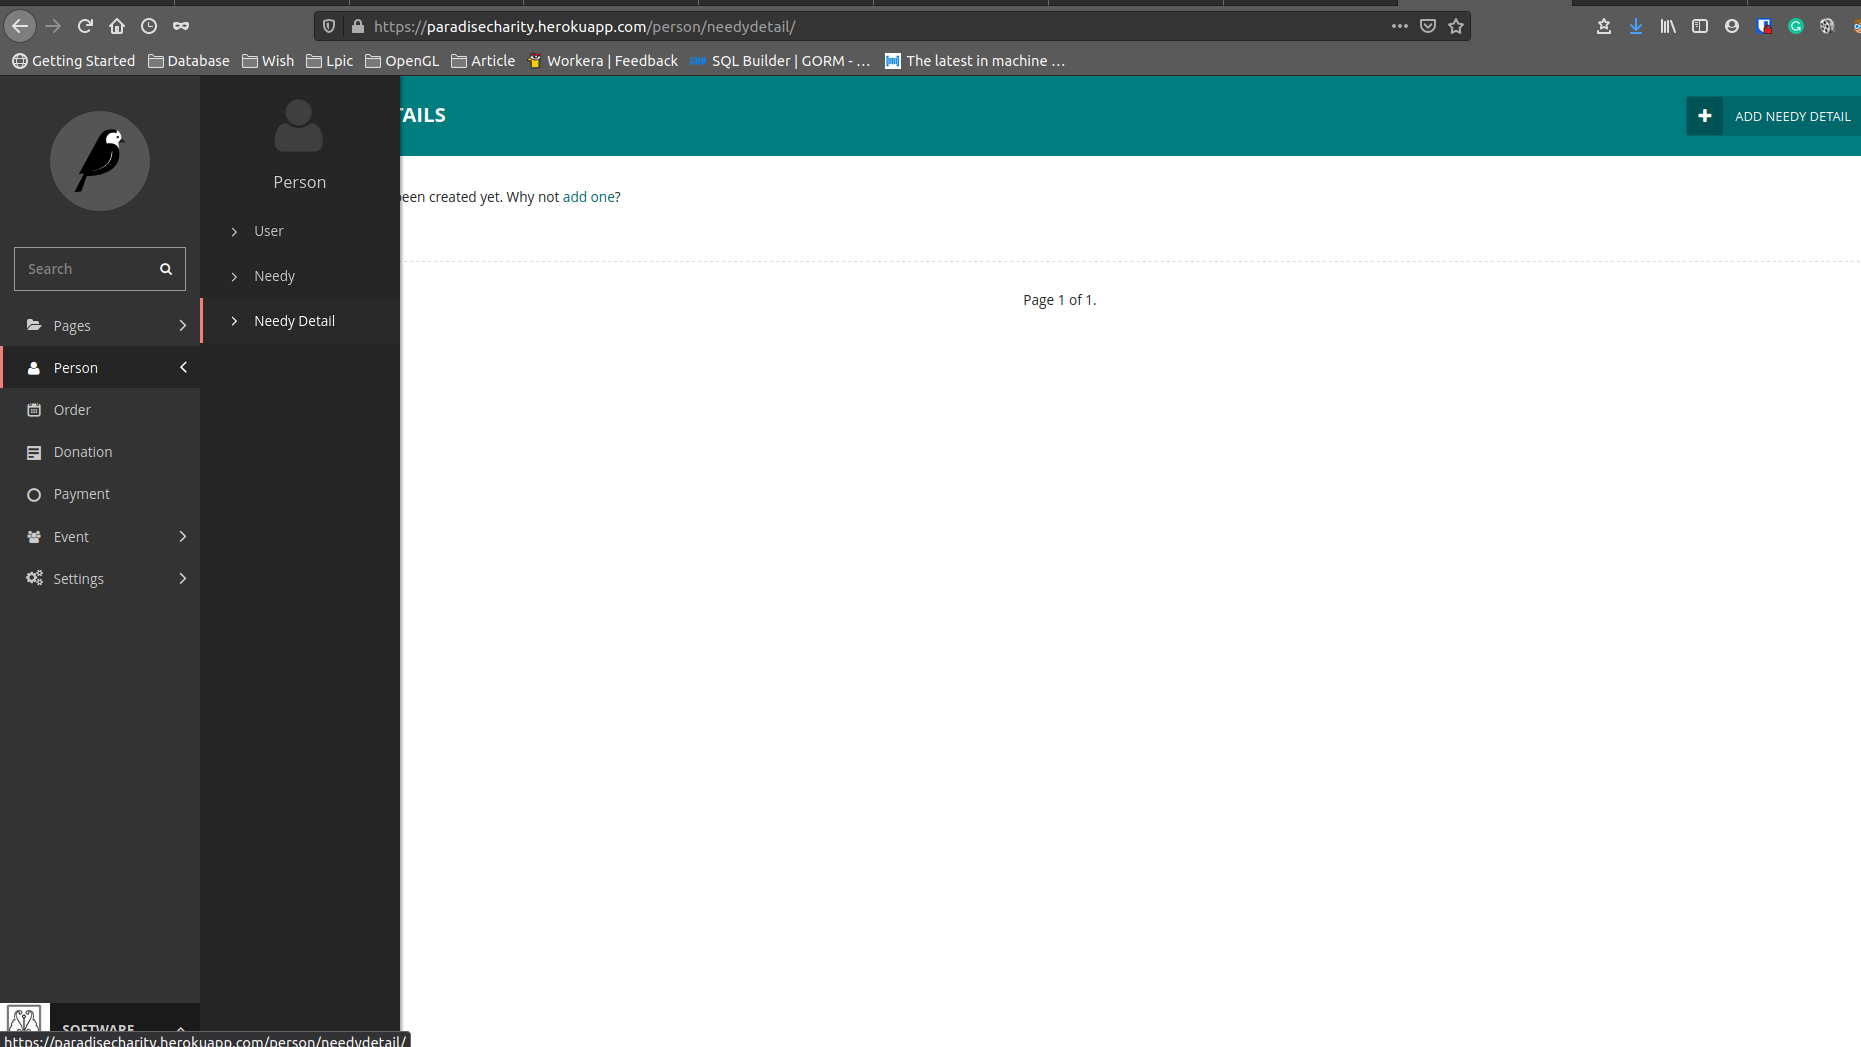 https://paradisecharity.herokuapp.com/person/needydetail/
Getting Started Database Wish Lpic OpenGL Article Workera | Feedback SQL Builder | GORM - ... The latest in machine ...
TAILS
ADD NEEDY DETAIL
Person
been created yet. Why not add one?
User
Search
Needy
Page 1 of 1.
Needy Detail
Pages
Person
Order
Donation
Payment
Event
Settings
SOFTWARE
https://paradisecharity.herokuapp.com/person/needydetail/